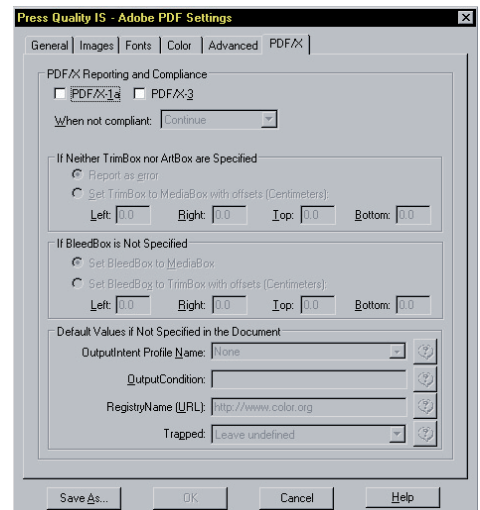 Press Quality IS - Adobe PDF Settings
General Images Fonts Color Advanced PDF/X
PDF/X Reporting and Compliance
PDF/X-1a PDF/X-3
When not compliant: Continue
If Neither TrimBox nor ArtBox are Specified
Report as error
Set TrimBox to MediaBox with offsets (Centimeters):
Left: 0.0 Right: 0.0 Top: 0.0 Bottom: 0.0
If BleedBox is Not Specified
Set BleedBox to MediaBox
Set BleedBox to TrimBox with offsets (Centimeters):
Left: 0.0 Right: 0.0 Top: 0.0 Bottom: 0.0
Default Values if Not Specified in the Document
OutputIntent Profile Name: None
OutputCondition:
RegistryName (URL): http://www.color.org
Trapped: Leave undefined
Save As... OK Cancel Help